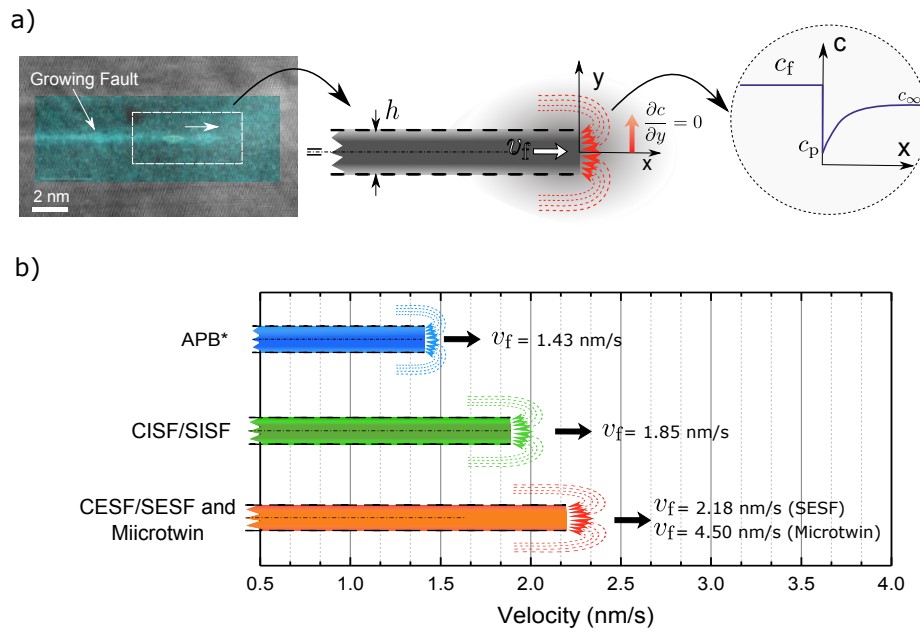 a)
Growing Fault
2 nm
=
h
v_f
y
x
∂c/∂y = 0
c
c_f
c_∞
c_p
x
b)
APB*
v_f = 1.43 nm/s
CISF/SISF
v_f = 1.85 nm/s
CESF/SESF and
Miicrotwin
v_f = 2.18 nm/s (SESF)
v_f = 4.50 nm/s (Microtwin)
0.5 1.0 1.5 2.0 2.5 3.0 3.5 4.0
Velocity (nm/s)